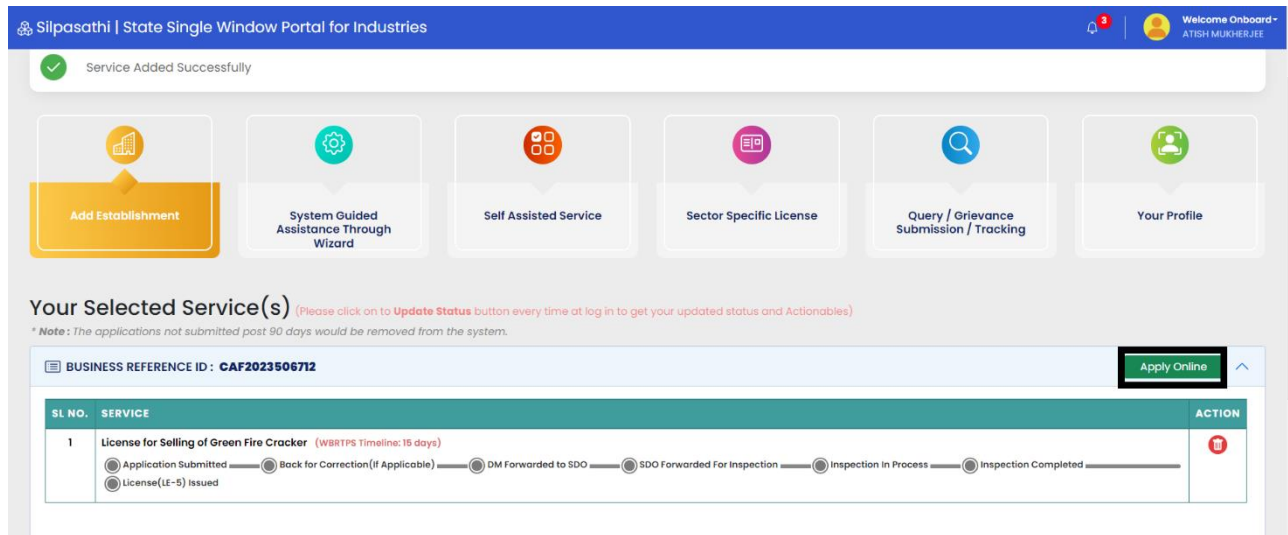 Silpasathi | State Single Window Portal for Industries
3
Welcome Onboard
ATISH MUKHERJEE
Service Added Successfully
Add Establishment
System Guided
Assistance Through
Wizard
Self Assisted Service
Sector Specific License
Query / Grievance
Submission / Tracking
Your Profile
Your Selected Service(s) (Please click on to Update Status button every time at log in to get your updated status and Actionables)
* Note : The applications not submitted post 90 days would be removed from the system.
BUSINESS REFERENCE ID : CAF2023506712
Apply Online
SL NO. SERVICE ACTION
1 License for Selling of Green Fire Cracker (WBRTPS Timeline: 15 days)
Application Submitted Back for Correction(If Applicable) DM Forwarded to SDO SDO Forwarded For Inspection Inspection In Process Inspection Completed
License(LE-5) Issued